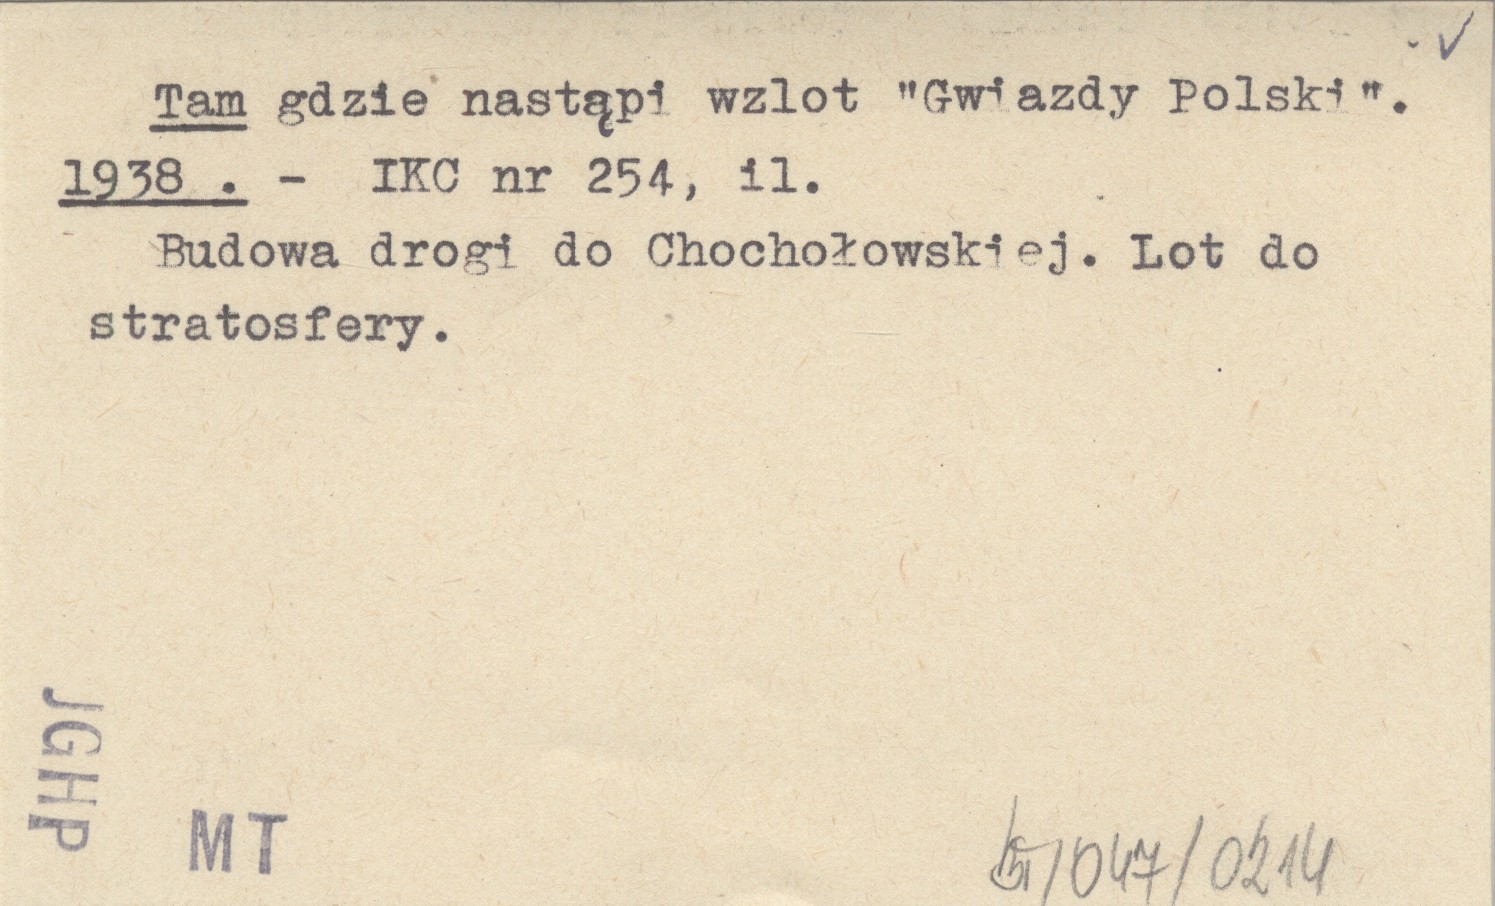 Tam gdzie nastąpi wzlot "Gwiazdy Polski".
1938 . - IKC nr 254, il.
Budowa drogi do Chochołowskiej. Lot do
stratosfery.
JGHP
MT
/047/0214